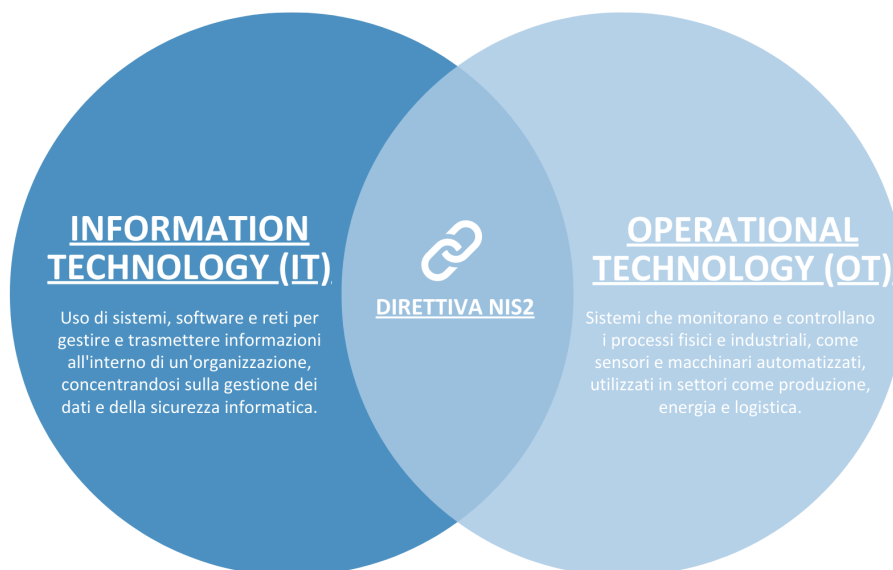 INFORMATION
TECHNOLOGY (IT)
Uso di sistemi, software e reti per
gestire e trasmettere informazioni
all'interno di un'organizzazione,
concentrandosi sulla gestione dei
dati e della sicurezza informatica.
DIRETTIVA NIS2
OPERATIONAL
TECHNOLOGY (OT)
Sistemi che monitorano e controllano
i processi fisici e industriali, come
sensori e macchinari automatizzati,
utilizzati in settori come produzione,
energia e logistica.